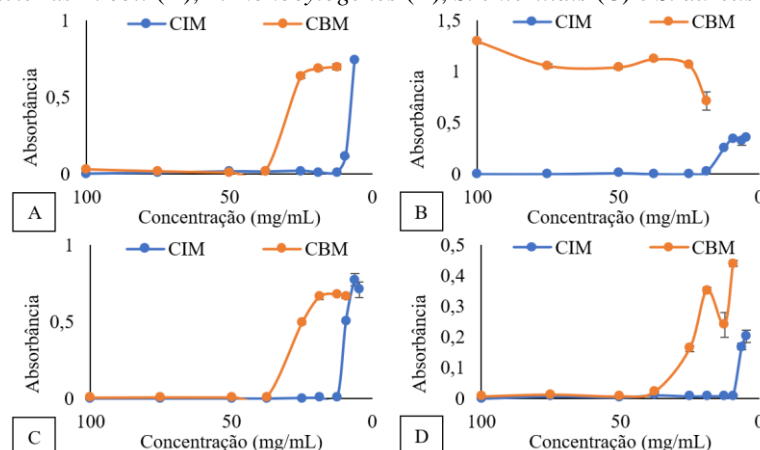 (A), (B), (C) e
1 CIM CBM
0,5
0
100 50 0
Absorbância
Concentração (mg/mL)
A
1,5 CIM CBM
1
0,5
0
100 50 0
Absorbância
Concentração (mg/mL)
B
1 CIM CBM
0,5
0
100 50 0
Absorbância
Concentração (mg/mL)
C
0,5 CIM CBM
0,4
0,3
0,2
0,1
0
100 50 0
Absorbância
Concentração (mg/mL)
D